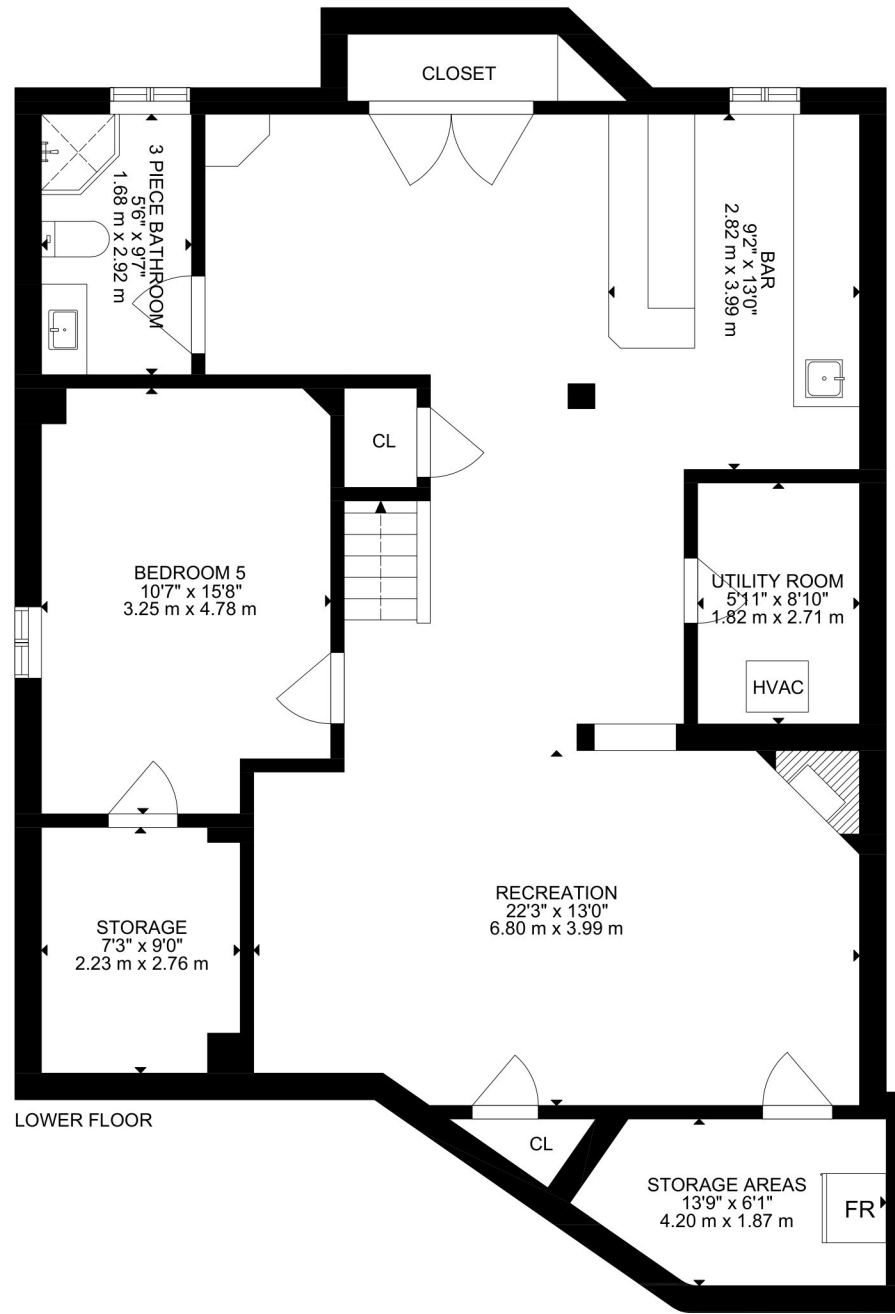 CLOSET
3 PIECE BATHROOM
5'6" x 9'7"
1.68 m x 2.92 m
BAR
9'2" x 13'0"
2.82 m x 3.99 m
CL
BEDROOM 5
10'7" x 15'8"
3.25 m x 4.78 m
UTILITY ROOM
5'11" x 8'10"
1.82 m x 2.71 m
HVAC
RECREATION
22'3" x 13'0"
6.80 m x 3.99 m
STORAGE
7'3" x 9'0"
2.23 m x 2.76 m
LOWER FLOOR
CL
STORAGE AREAS
13'9" x 6'1"
4.20 m x 1.87 m
FR